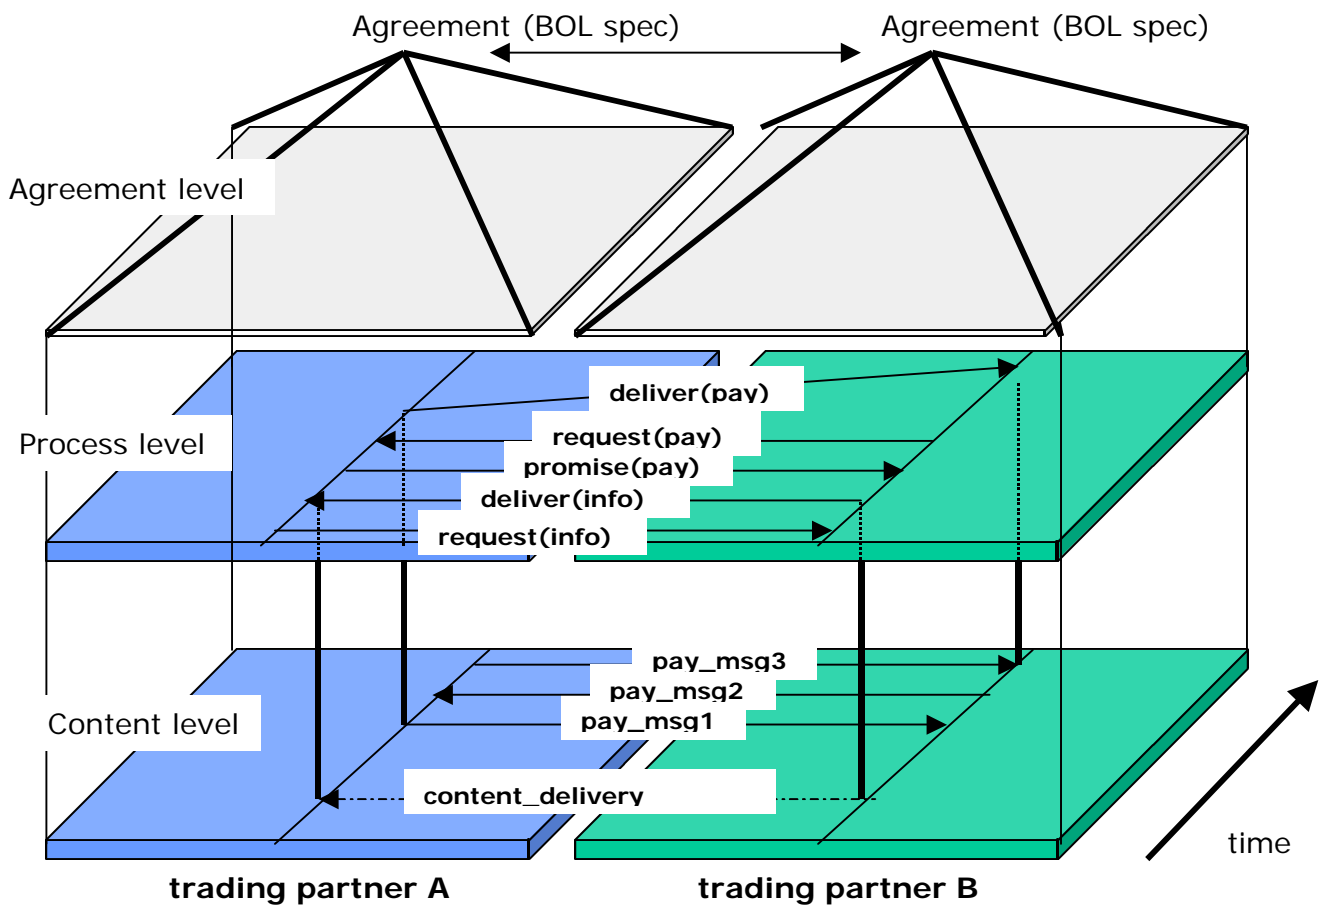 Agreement (BOL spec)
Agreement (BOL spec)
Agreement level
deliver(pay)
request(pay)
Process level
promise(pay)
deliver(info)
request(info)
pay_msg3
pay_msg2
pay_msg1
Content level
content_delivery
time
trading partner A
trading partner B